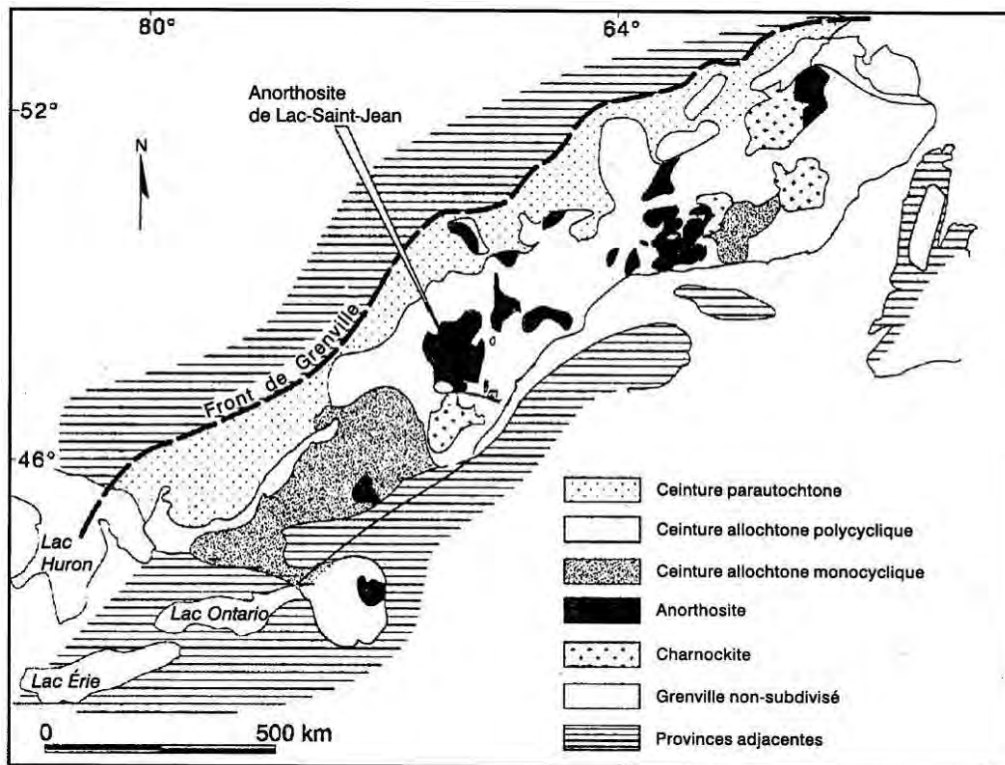 80°
64°
52°
Anorthosite
de Lac-Saint-Jean
N
Front de Grenville
46°
Lac
Huron
Lac Ontario
Lac Érie
0 500 km
Ceinture parautochtone
Ceinture allochtone polycyclique
Ceinture allochtone monocyclique
Anorthosite
Charnockite
Grenville non-subdivisé
Provinces adjacentes